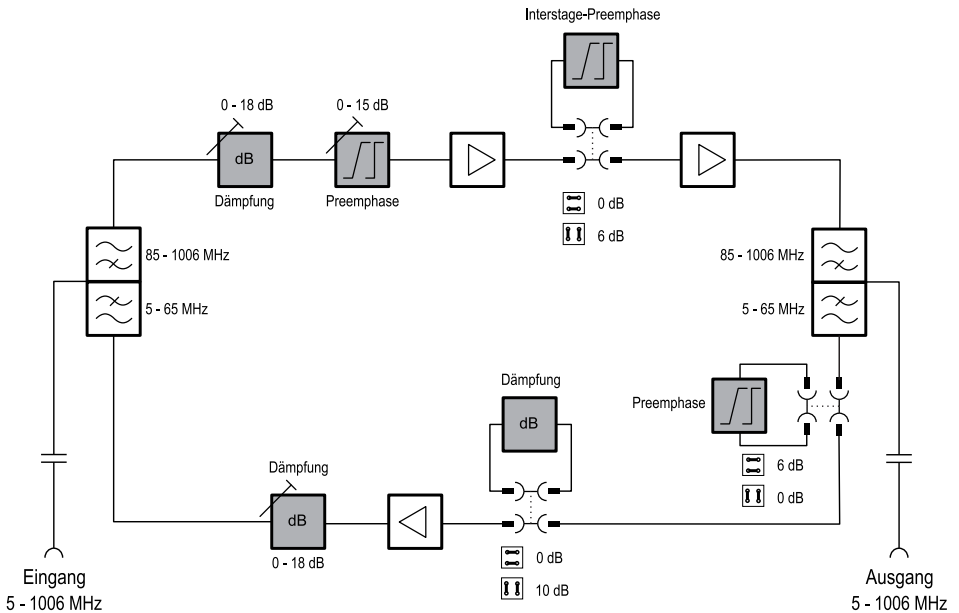 Interstage-Preemphase
0 - 18 dB
0 - 15 dB
dB
Dämpfung
Preemphase
0 dB
6 dB
85 - 1006 MHz
5 - 65 MHz
85 - 1006 MHz
5 - 65 MHz
Dämpfung
dB
Preemphase
6 dB
0 dB
Dämpfung
dB
0 - 18 dB
0 dB
10 dB
Eingang
5 - 1006 MHz
Ausgang
5 - 1006 MHz